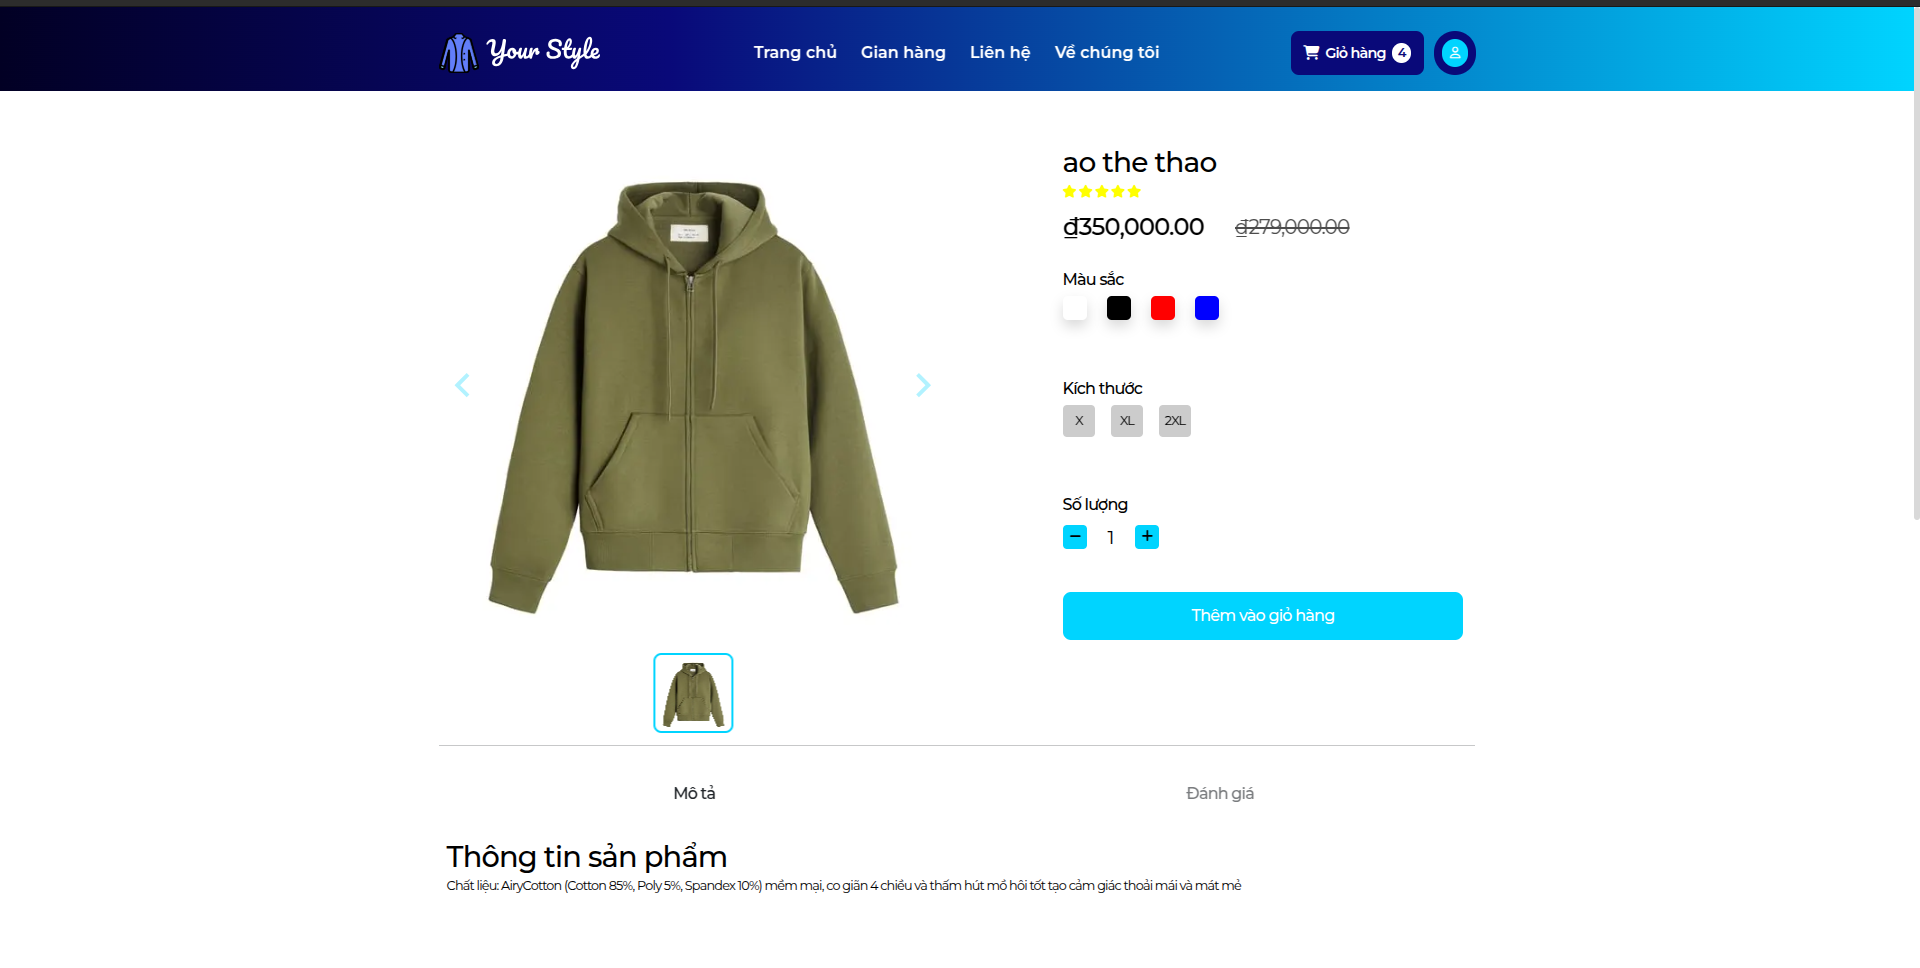 Your Style
Trang chủ
Gian hàng
Liên hệ
Về chúng tôi
Giỏ hàng 4
ao the thao
₫350,000.00 ₫279,000.00
Màu sắc
Kích thước
X XL 2XL
Số lượng
− 1 +
Thêm vào giỏ hàng
Mô tả
Đánh giá
Thông tin sản phẩm
Chất liệu: AiryCotton (Cotton 85%, Poly 5%, Spandex 10%) mềm mại, co giãn 4 chiều và thấm hút mồ hôi tốt tạo cảm giác thoải mái và mát mẻ